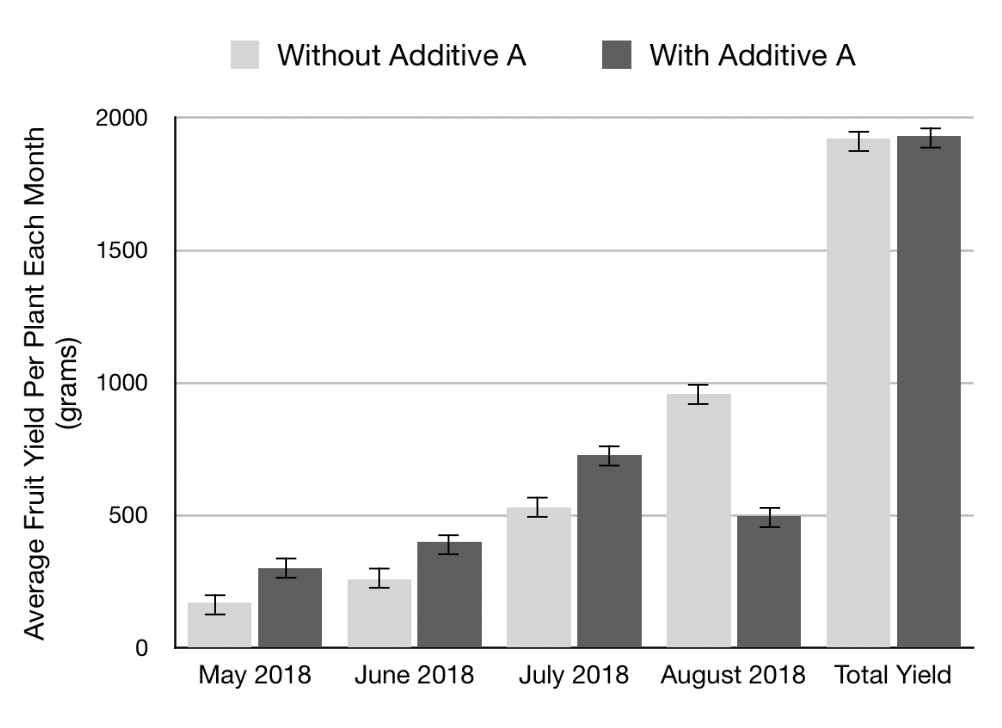 Without Additive A
With Additive A
Average Fruit Yield Per Plant Each Month
(grams)
2000
1500
1000
500
0
May 2018
June 2018
July 2018
August 2018
Total Yield